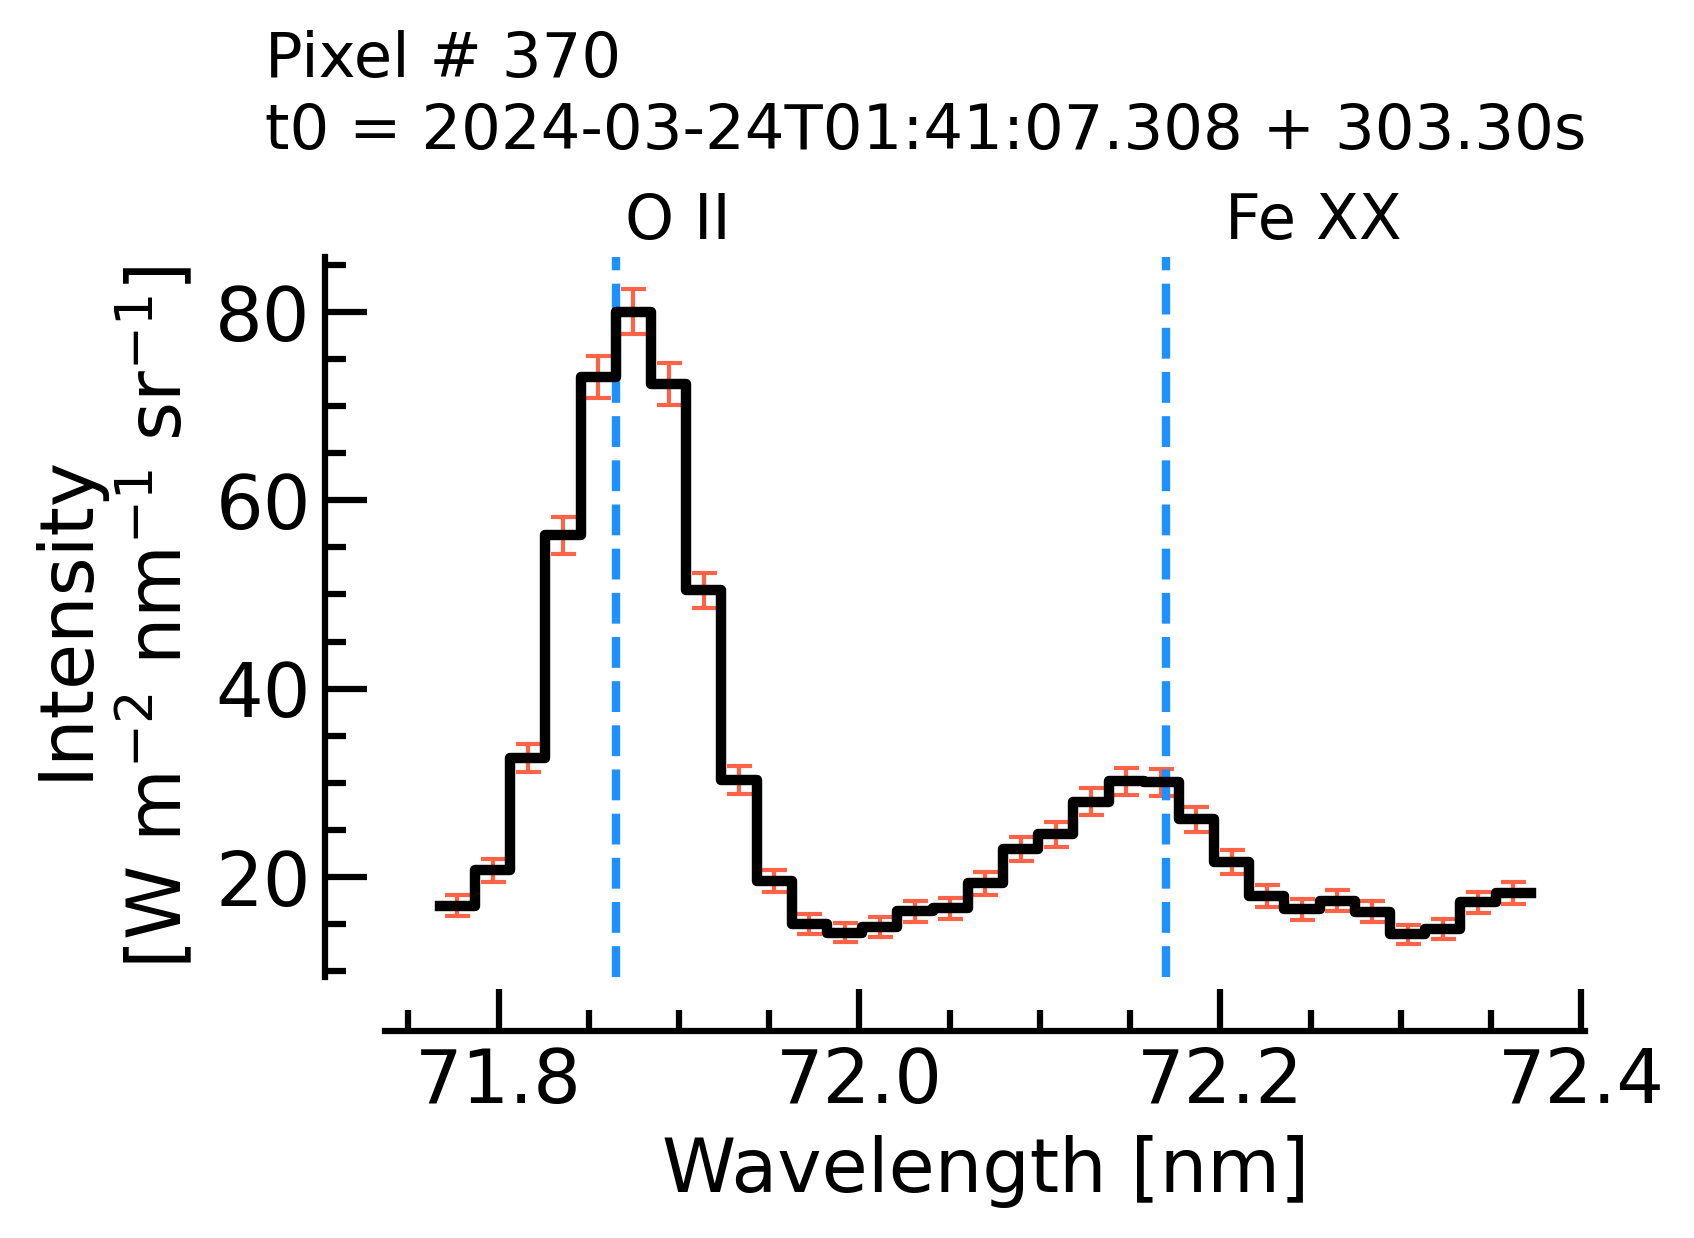 Pixel # 370
t0 = 2024-03-24T01:41:07.308 + 303.30s
O II
Fe XX
Intensity
[W m⁻² nm⁻¹ sr⁻¹]
80
60
40
20
71.8
72.0
72.2
72.4
Wavelength [nm]